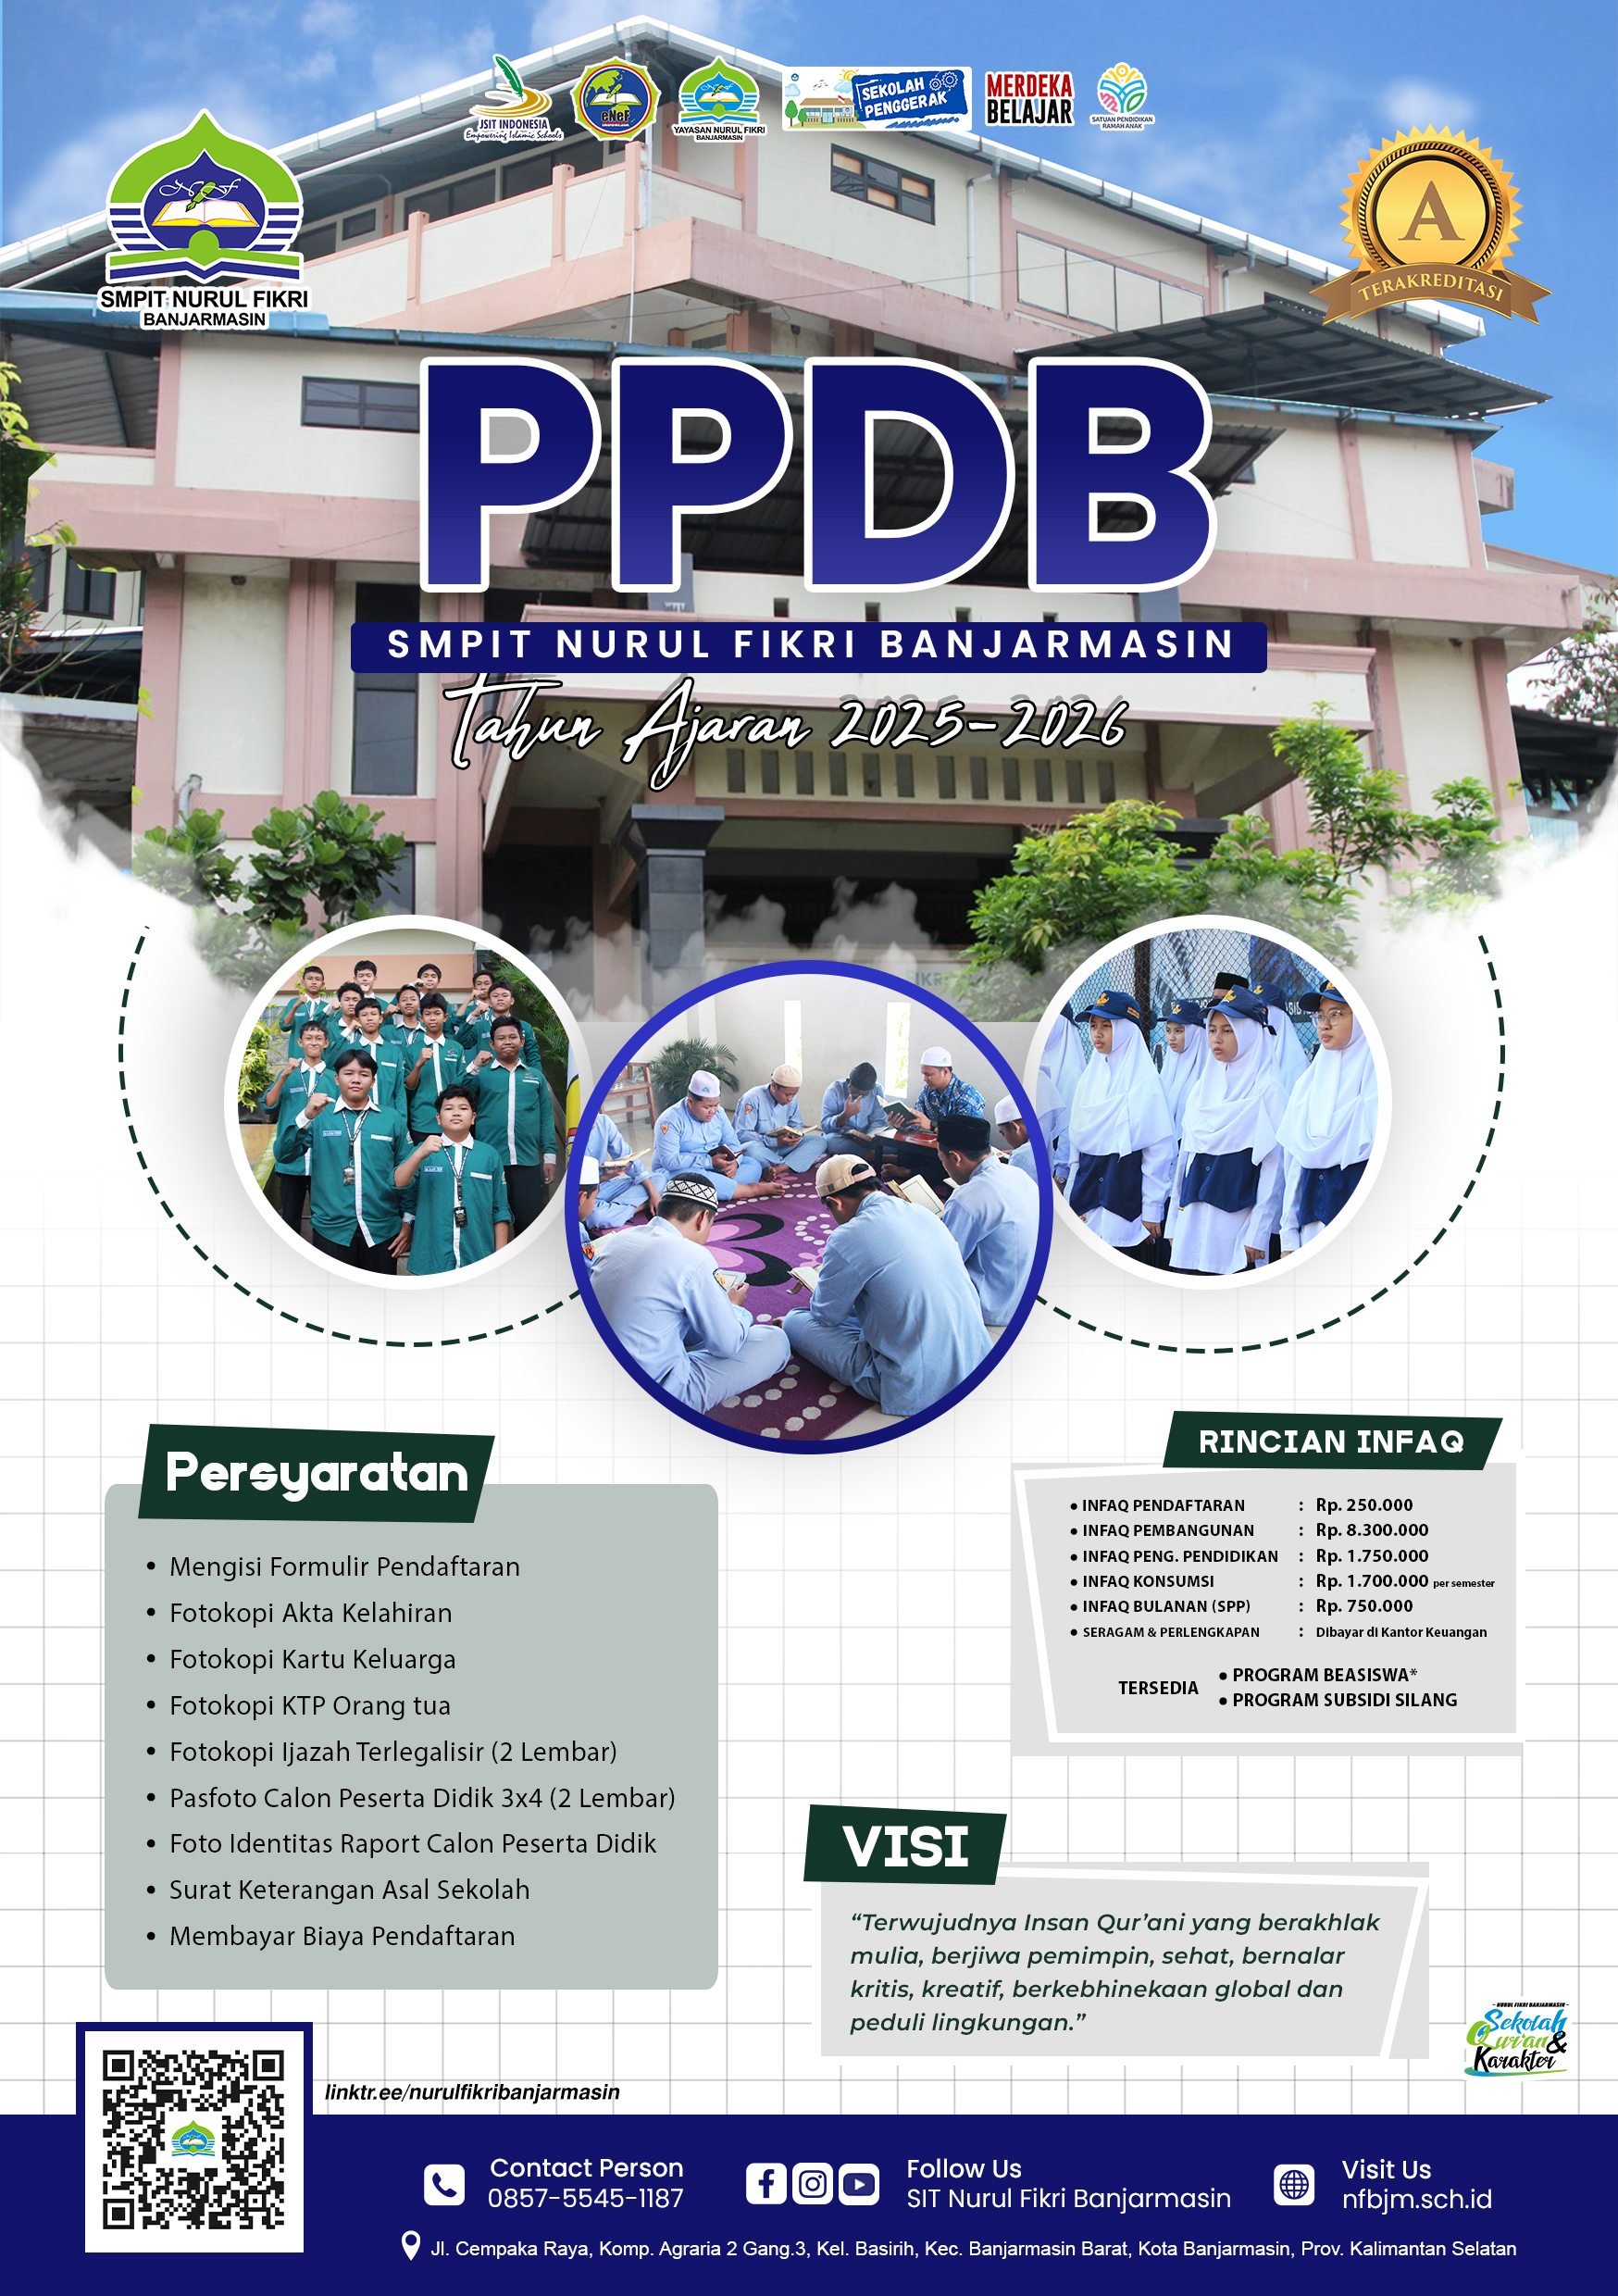 JSIT INDONESIA
Empowering Islamic Schools
eNeF
YAYASAN NURUL FIKRI
BANJARMASIN
SEKOLAH
PENGGERAK
MERDEKA
BELAJAR
SATUAN PENDIDIKAN
RAMAH ANAK
NF
SMPIT NURUL FIKRI
BANJARMASIN
A
TERAKREDITASI
PPDB
SMPIT NURUL FIKRI BANJARMASIN
Tahun Ajaran 2025-2026
Persyaratan
• Mengisi Formulir Pendaftaran
• Fotokopi Akta Kelahiran
• Fotokopi Kartu Keluarga
• Fotokopi KTP Orang tua
• Fotokopi Ijazah Terlegalisir (2 Lembar)
• Pasfoto Calon Peserta Didik 3x4 (2 Lembar)
• Foto Identitas Raport Calon Peserta Didik
• Surat Keterangan Asal Sekolah
• Membayar Biaya Pendaftaran
RINCIAN INFAQ
• INFAQ PENDAFTARAN : Rp. 250.000
• INFAQ PEMBANGUNAN : Rp. 8.300.000
• INFAQ PENG. PENDIDIKAN : Rp. 1.750.000
• INFAQ KONSUMSI : Rp. 1.700.000 per semester
• INFAQ BULANAN (SPP) : Rp. 750.000
• SERAGAM & PERLENGKAPAN : Dibayar di Kantor Keuangan
TERSEDIA
• PROGRAM BEASISWA*
• PROGRAM SUBSIDI SILANG
VISI
“Terwujudnya Insan Qur’ani yang berakhlak
mulia, berjiwa pemimpin, sehat, bernalar
kritis, kreatif, berkebhinekaan global dan
peduli lingkungan.”
- NURUL FIKRI BANJARMASIN -
Sekolah
Qur'an &
Karakter
linktr.ee/nurulfikribanjarmasin
Contact Person
0857-5545-1187
Follow Us
SIT Nurul Fikri Banjarmasin
Visit Us
nfbjm.sch.id
Jl. Cempaka Raya, Komp. Agraria 2 Gang.3, Kel. Basirih, Kec. Banjarmasin Barat, Kota Banjarmasin, Prov. Kalimantan Selatan